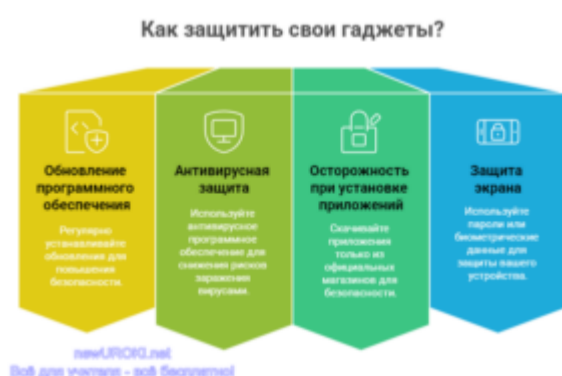 Как защитить свои гаджеты?
Обновление
программного
обеспечения
Регулярно
устанавливайте
обновления для
повышения
безопасности.
Антивирусная
защита
Используйте
антивирусное
программное
обеспечение для
снижения рисков
заражения
вирусами.
Осторожность
при установке
приложений
Скачивайте
приложения
только из
официальных
магазинов для
безопасности.
Защита
экрана
Используйте
пароли или
биометрические
данные для
защиты вашего
устройства.
newUROKI.net
Всё для учителя - всё бесплатно!